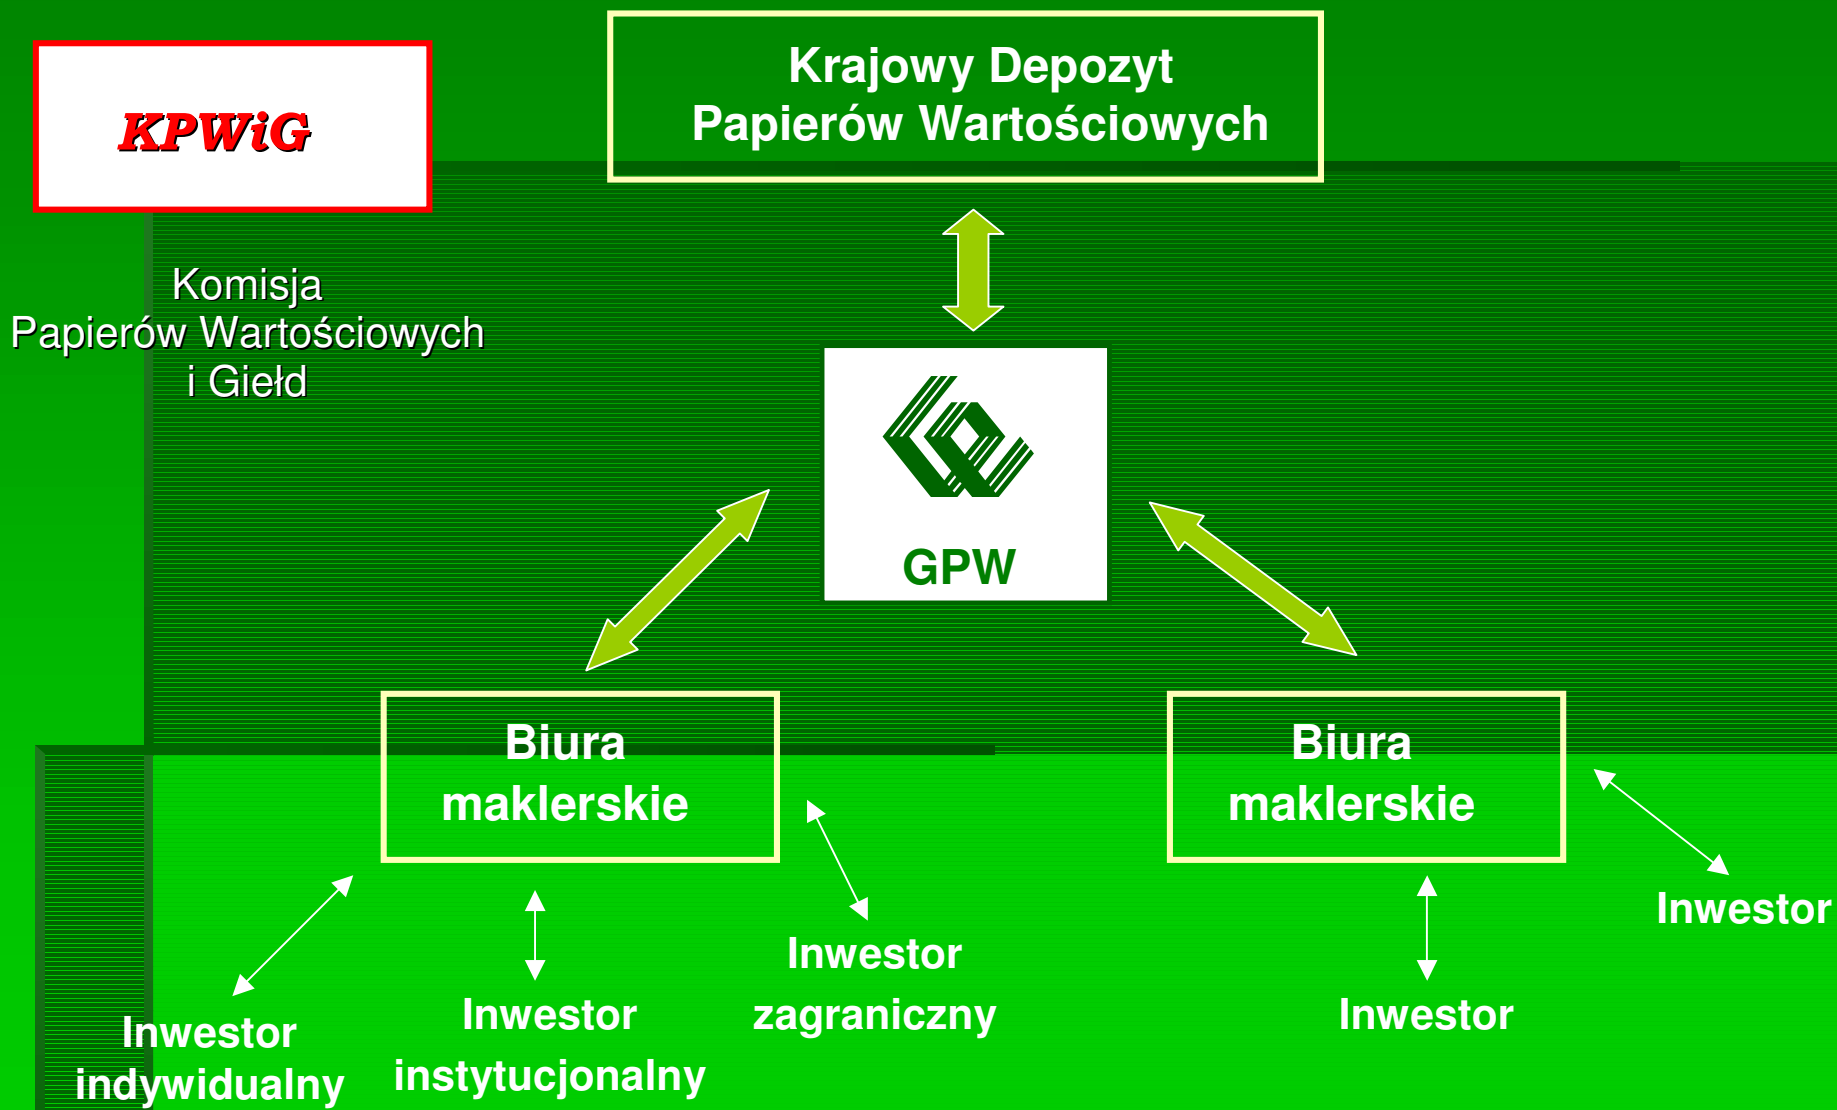 KPWiG
Krajowy Depozyt
Papierów Wartościowych
Komisja
Papierów Wartościowych
i Giełd
GPW
Biura
maklerskie
Biura
maklerskie
Inwestor
indywidualny
Inwestor
instytucjonalny
Inwestor
zagraniczny
Inwestor
Inwestor